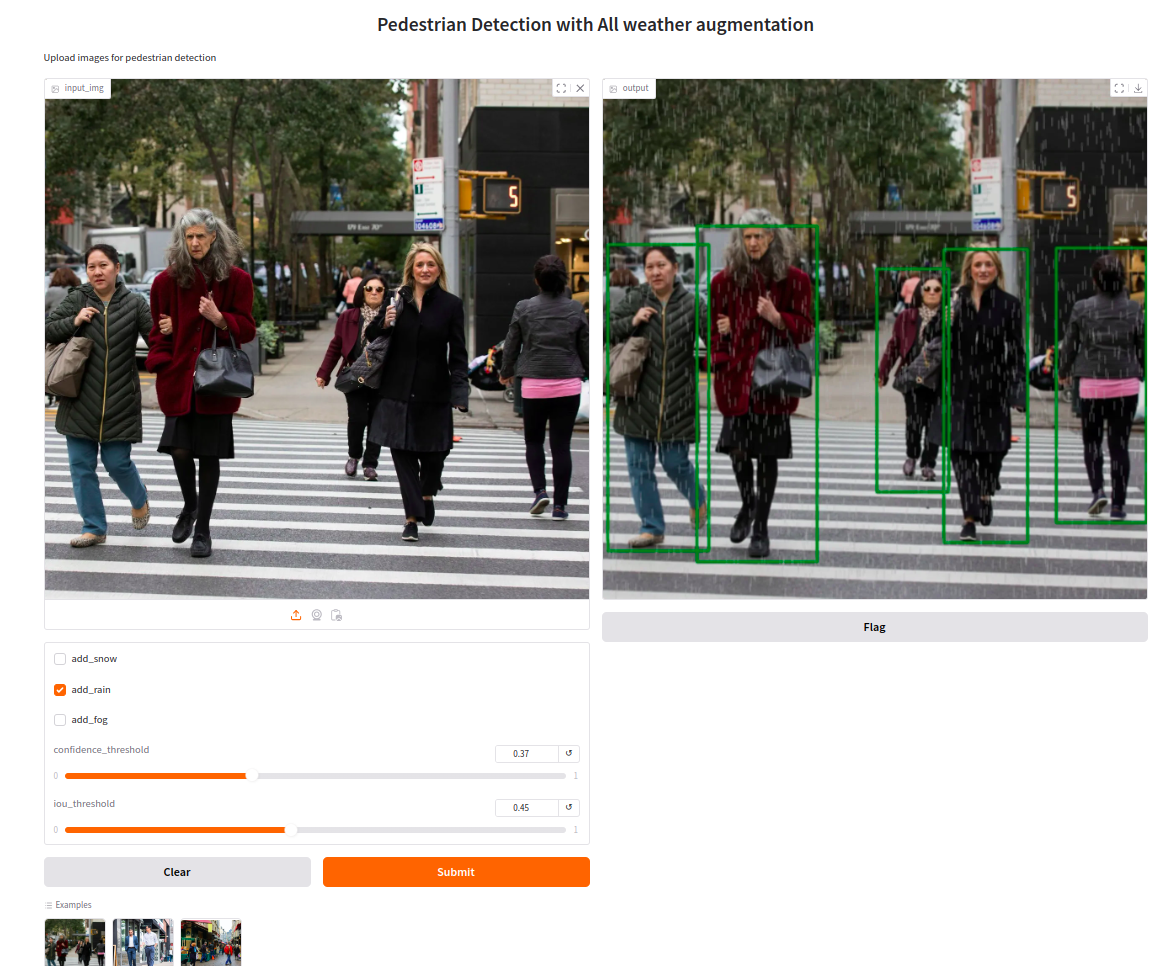 Pedestrian Detection with All weather augmentation
Upload images for pedestrian detection
input_img
5
output
5
Flag
add_snow
add_rain
add_fog
confidence_threshold
0.37
0
1
iou_threshold
0.45
0
1
Clear
Submit
Examples